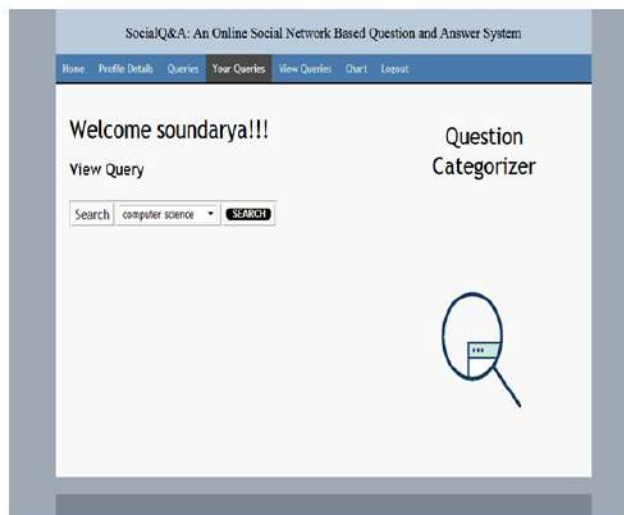 SocialQ&A: An Online Social Network Based Question and Answer System
Home Profile Details Queries Your Queries View Queries Chart Logout
Welcome soundarya!!!
View Query
Search computer science SEARCH
Question
Categorizer